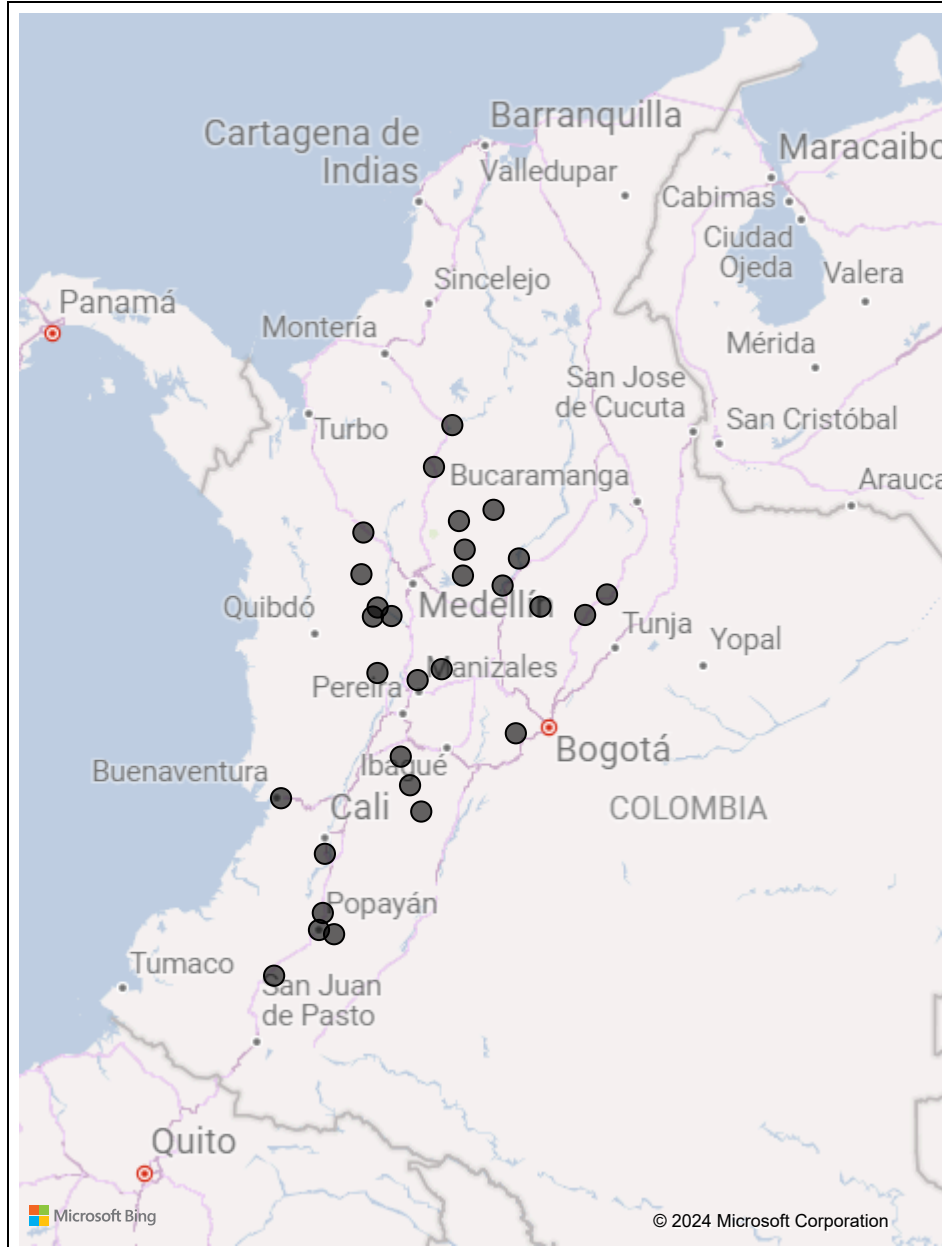 Barranquilla
Cartagena de
Indias
Maracaibo
Valledupar
Cabimas
Ciudad
Ojeda
Valera
Sincelejo
Panamá
Montería
Mérida
San Jose
de Cucuta
San Cristóbal
Turbo
Bucaramanga
Arauca
Quibdó
Medellín
Tunja
Yopal
Manizales
Pereira
Bogotá
Ibagué
Buenaventura
Cali
COLOMBIA
Popayán
Tumaco
San Juan
de Pasto
Quito
Microsoft Bing
© 2024 Microsoft Corporation